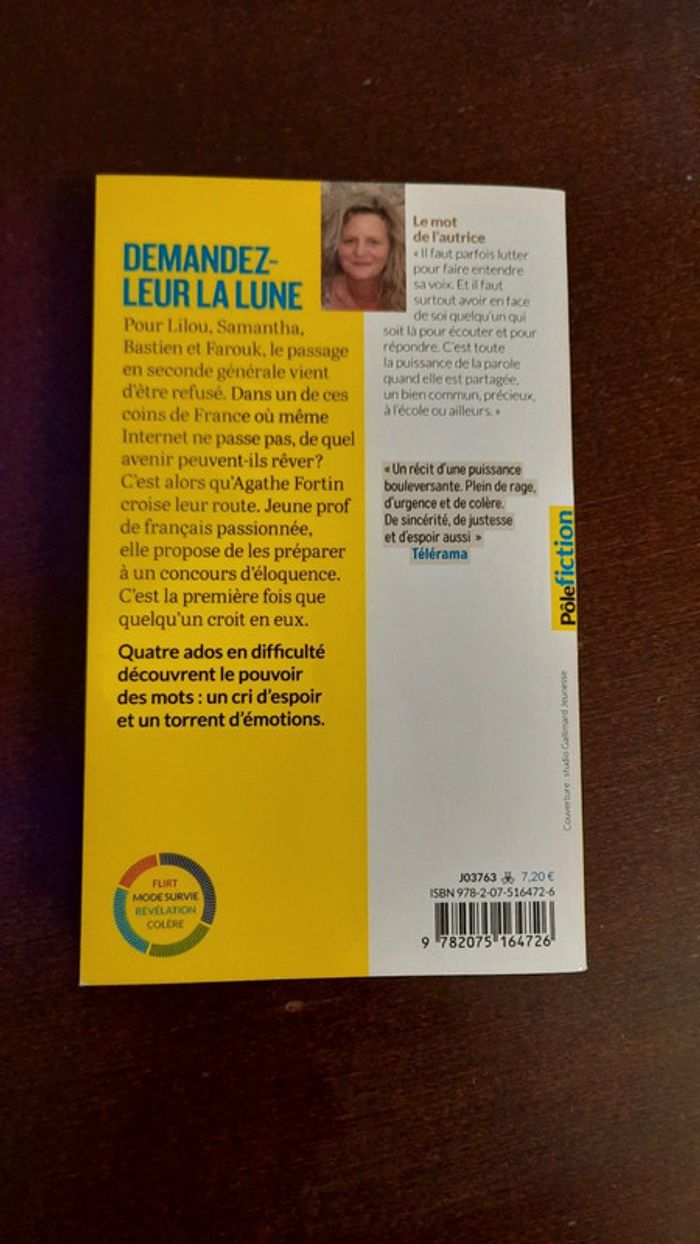 DEMANDEZ-
LEUR LA LUNE
Pour Lilou, Samantha,
Bastien et Farouk, le passage
en seconde générale vient
d'être refusé. Dans un de ces
coins de France où même
Internet ne passe pas, de quel
avenir peuvent-ils rêver?
C'est alors qu'Agathe Fortin
croise leur route. Jeune prof
de français passionnée,
elle propose de les préparer
à un concours d'éloquence.
C'est la première fois que
quelqu'un croit en eux.
Quatre ados en difficulté
découvrent le pouvoir
des mots : un cri d'espoir
et un torrent d'émotions.
FLIRT
MODE SURVIE
RÉVÉLATION
COLÈRE
Le mot
de l'autrice
« Il faut parfois lutter
pour faire entendre
sa voix. Et il faut
surtout avoir en face
de soi quelqu'un qui
soit là pour écouter et pour
répondre. C'est toute
la puissance de la parole
quand elle est partagée,
un bien commun, précieux,
à l'école ou ailleurs. »
« Un récit d'une puissance
bouleversante. Plein de rage,
d'urgence et de colère.
De sincérité, de justesse
et d'espoir aussi »
Télérama
Pôlefiction
Couverture : studio Gallimard Jeunesse
J03763 7,20 €
ISBN 978-2-07-516472-6
9 782075 164726